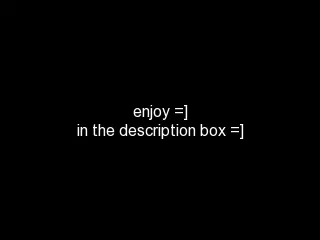 enjoy =]
in the description box =]